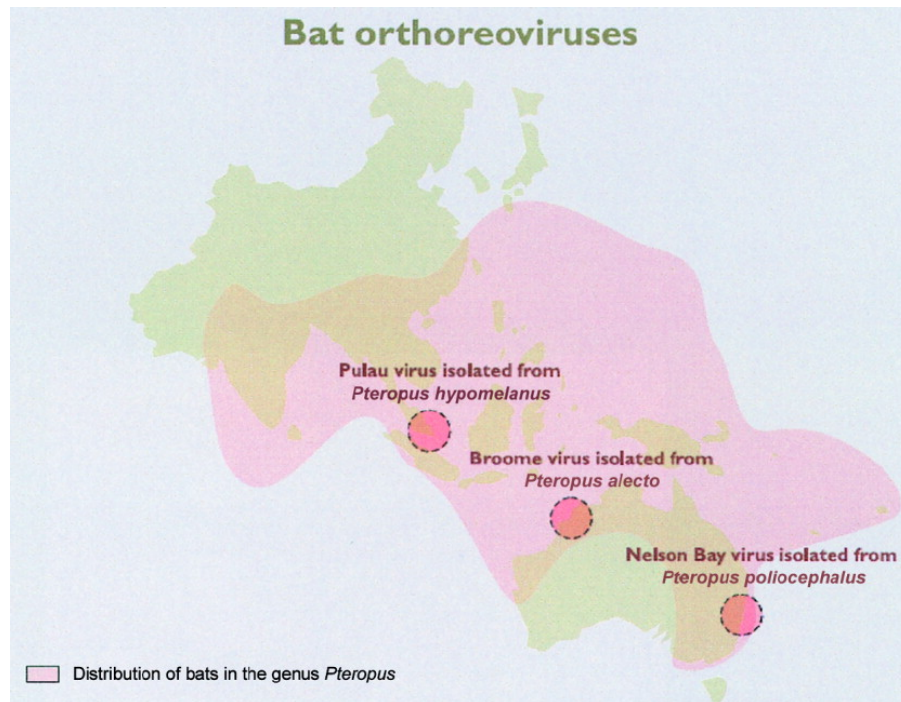 Bat orthoreoviruses
Pulau virus isolated from
Pteropus hypomelanus
Broome virus isolated from
Pteropus alecto
Nelson Bay virus isolated from
Pteropus poliocephalus
Distribution of bats in the genus Pteropus